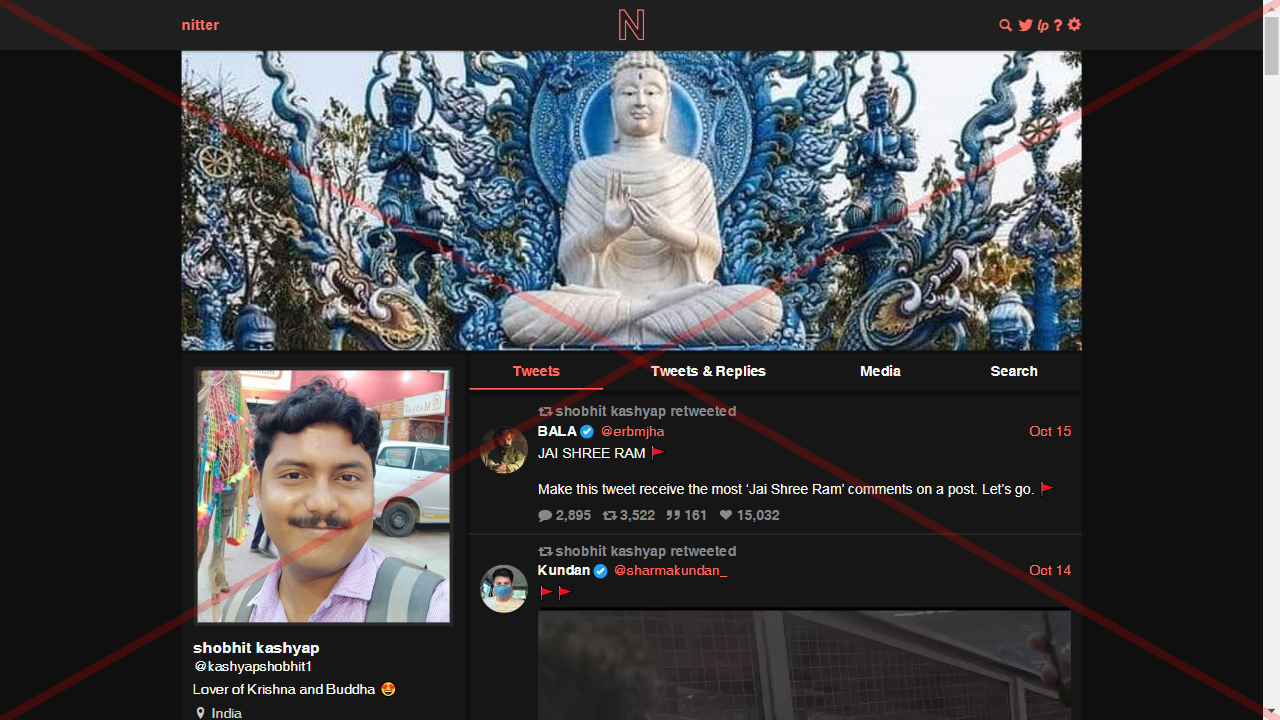 nitter
N
lp ?
Tweets
Tweets & Replies
Media
Search
shobhit kashyap retweeted
BALA @erbmjha Oct 15
JAI SHREE RAM 🚩
Make this tweet receive the most ‘Jai Shree Ram’ comments on a post. Let’s go. 🚩
2,895 3,522 161 15,032
shobhit kashyap retweeted
Kundan @sharmakundan_ Oct 14
🚩🚩
shobhit kashyap
@kashyapshobhit1
Lover of Krishna and Buddha 🤩
India